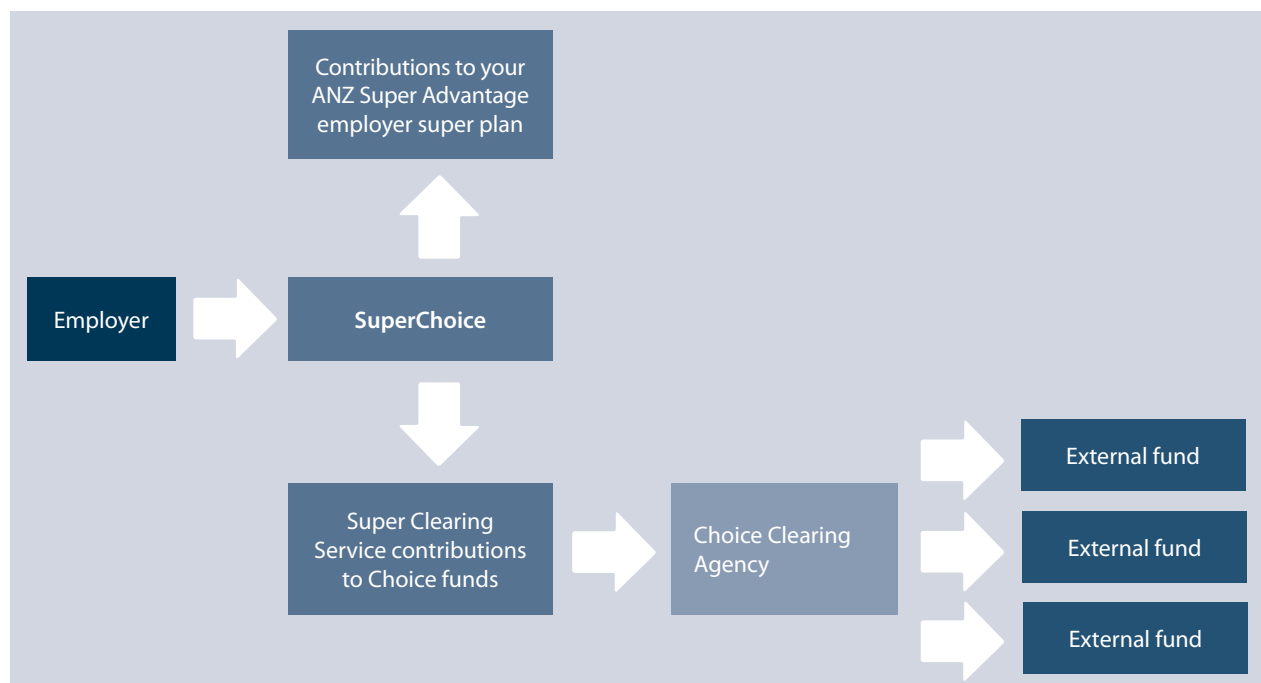 Contributions to your
ANZ Super Advantage
employer super plan
Employer
SuperChoice
Super Clearing
Service contributions
to Choice funds
Choice Clearing
Agency
External fund
External fund
External fund